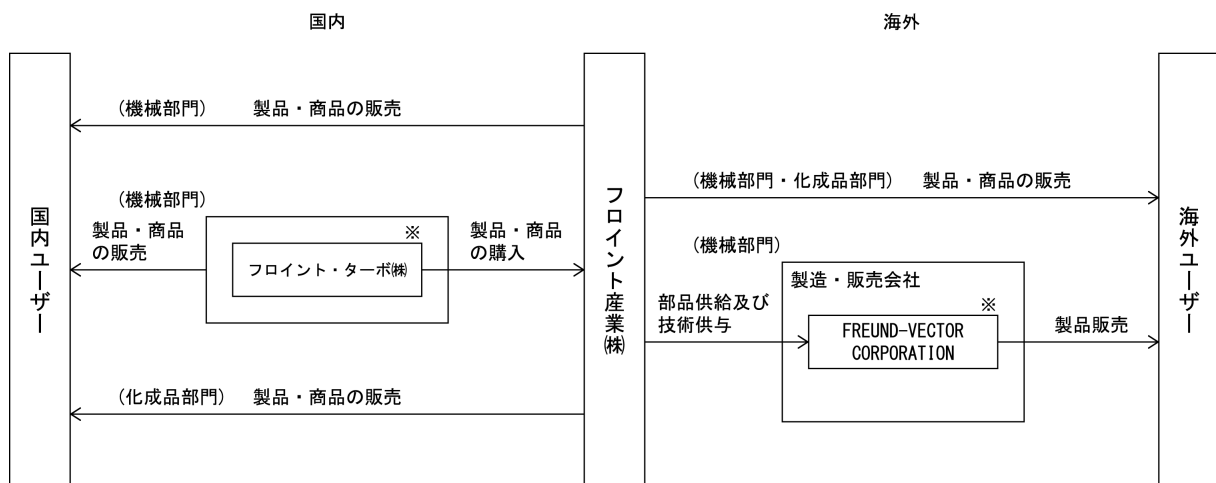 国内
海外
国内ユーザー
(機械部門) 製品・商品の販売
(機械部門)
製品・商品
の販売
※
フロイント・ターボ㈱
製品・商品
の購入
(化成品部門) 製品・商品の販売
フロイント産業㈱
(機械部門・化成品部門) 製品・商品の販売
(機械部門)
部品供給及び
技術供与
製造・販売会社
※
FREUND-VECTOR
CORPORATION
製品販売
海外ユーザー